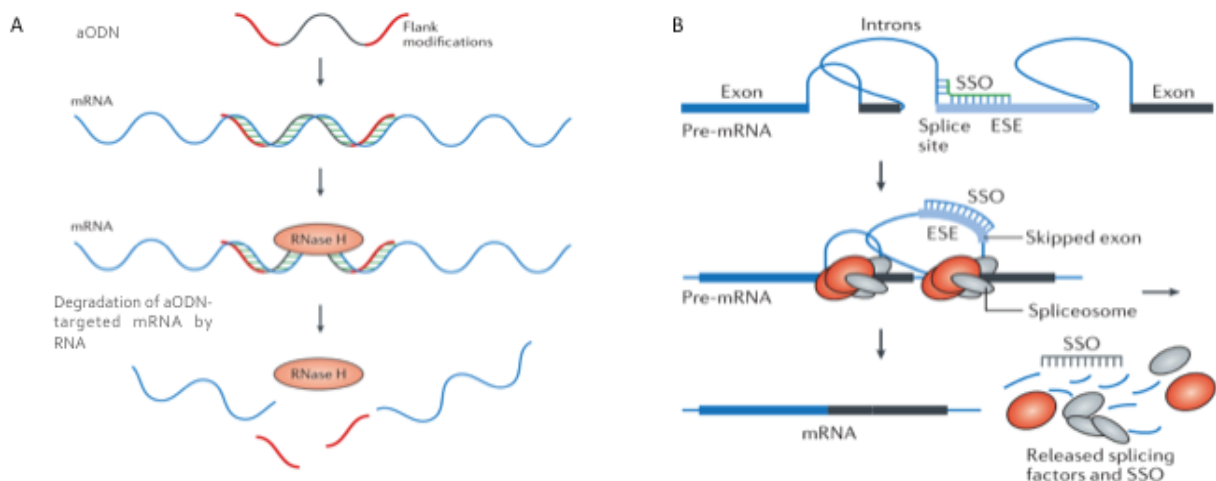 A
aODN
Flank
modifications
mRNA
mRNA
RNase H
Degradation of aODN-
targeted mRNA by
RNA
RNase H
B
Introns
SSO
Exon
Exon
Pre-mRNA
Splice
site
ESE
SSO
ESE
Skipped exon
Pre-mRNA
Spliceosome
SSO
mRNA
Released splicing
factors and SSO